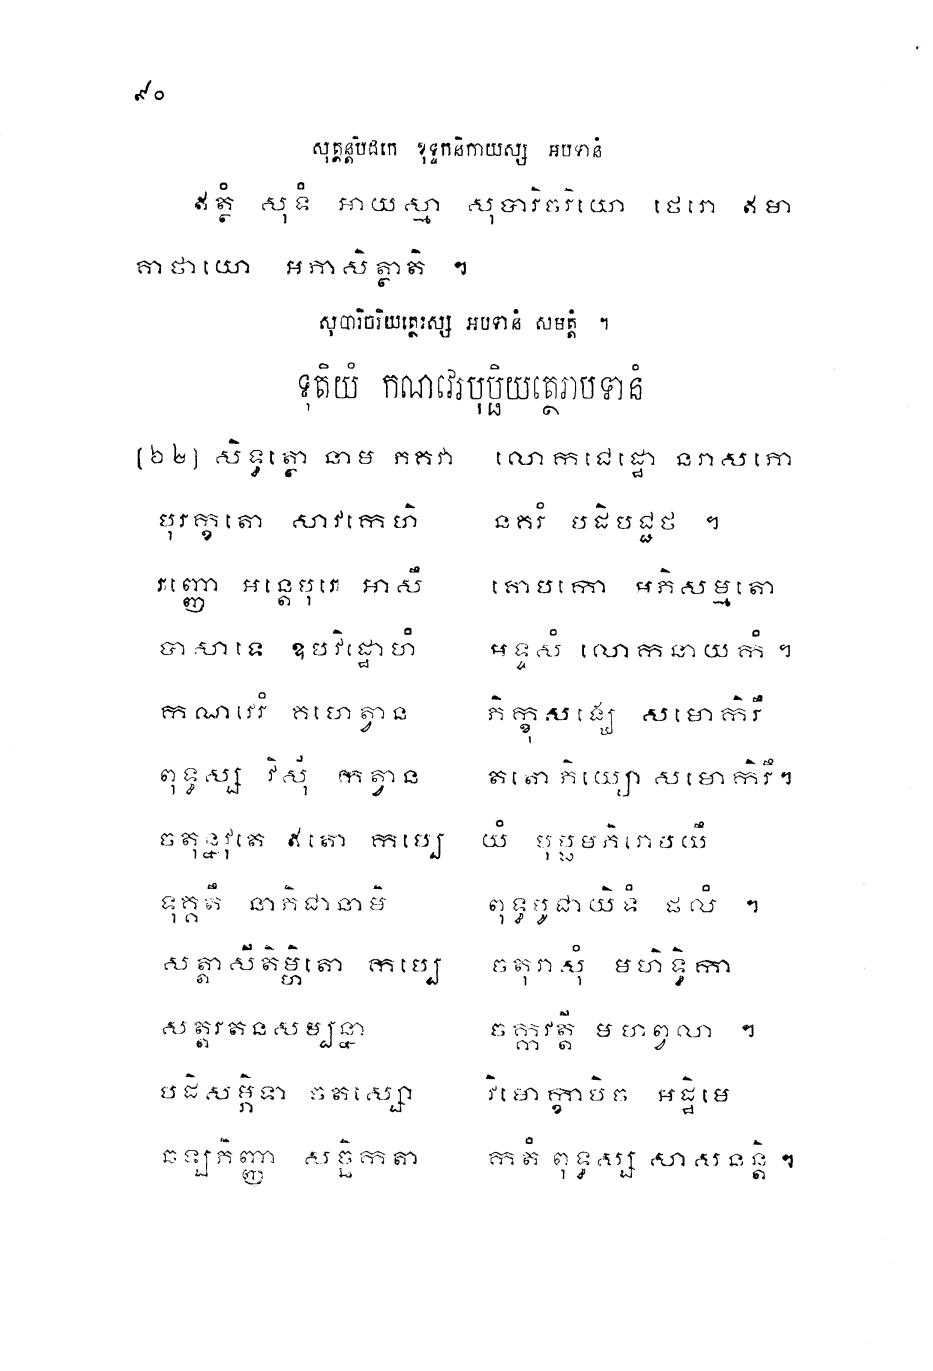 ៩០
សុត្តន្តបិដកេ ខុទ្ទកនិកាយស្ស អបទានំ
ឥត្ថំ សុទំ អាយស្មា សុបារិចរិយោ ថេរោ ឥមា
គាថាយោ អភាសិត្ថាតិ ។
សុបារិចរិយត្ថេរស្ស អបទានំ សមត្តំ ។
ទុតិយំ កណវេរបុប្ផិយត្ថេរាបទានំ
[៦២] សិទ្ធត្ថោ នាម ភគវា លោកជេដ្ឋោ នរាសភោ
បុរក្ខតោ សាវកេហិ នគរំ បដិបជ្ជថ ។
រញ្ញោ អន្តេបុរេ អាសឹ គោបកោ អភិសម្មតោ
បាសាទេ ឧបវិដ្ឋោហំ អទ្ទសំ លោកនាយកំ ។
កណវេរំ គហេត្វាន ភិក្ខុសង្ឃេ សមោកិរឹ
ពុទ្ធស្ស វិសុំ កត្វាន តតោ ភិយ្យោ សមោកិរឹ។
ចតុន្នវុតេ ឥតោ កប្បេ យំ បុប្ផមភិរោបយឹ
ទុគ្គតឹ នាភិជានាមិ ពុទ្ធបូជាយិទំ ផលំ ។
សត្តាសីតិម្ហិតោ កប្បេ ចតុរាសុំ មហិទ្ធិកា
សត្តរតនសម្បន្នា ចក្កវត្តី មហព្វលា ។
បដិសម្ភិទា ចតស្សោ វិមោក្ខាបិច អដ្ឋិមេ
ឆឡភិញ្ញា សច្ឆិកតា កតំ ពុទ្ធស្ស សាសនន្តិ ។